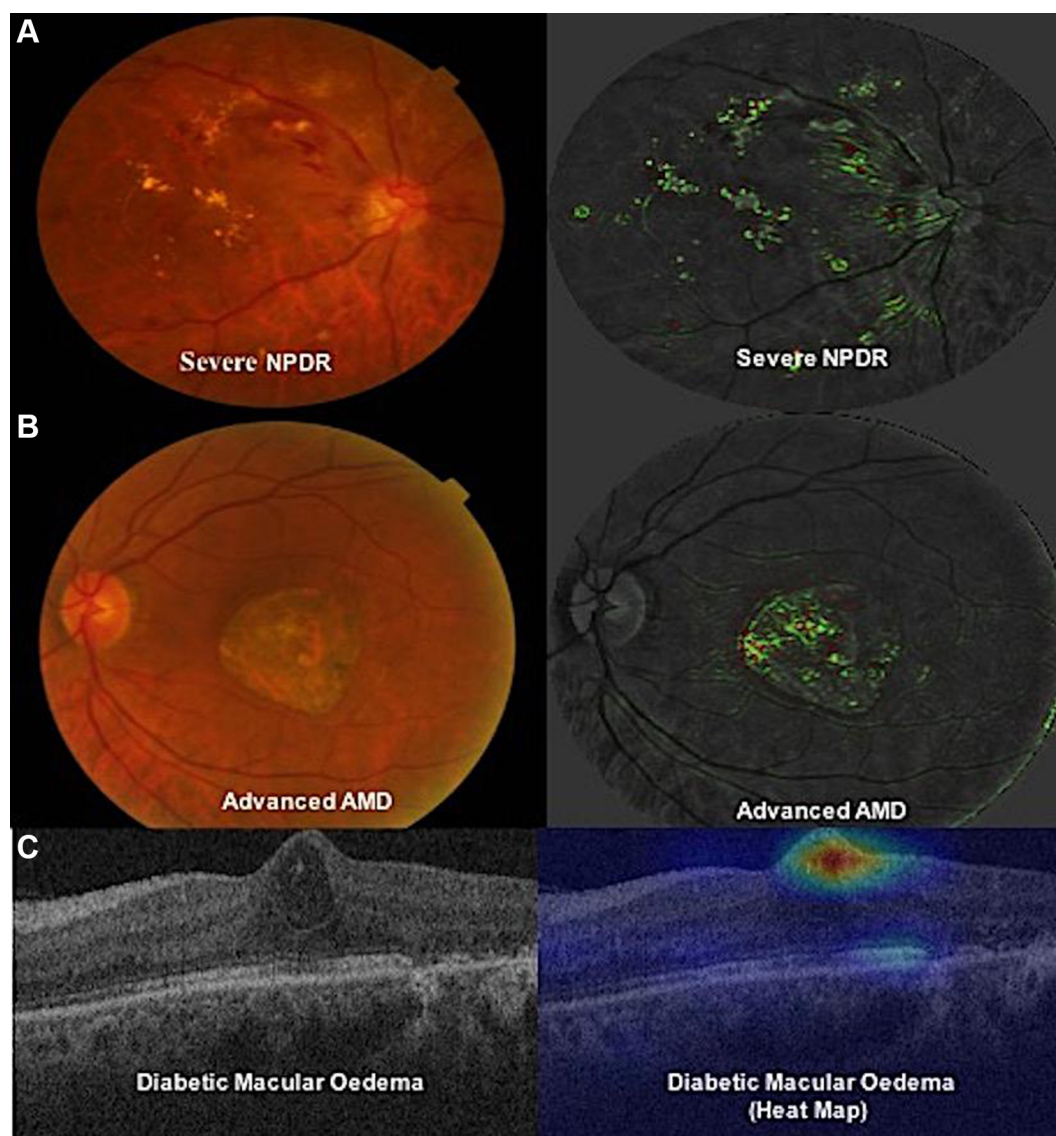 A
Severe NPDR
Severe NPDR
B
Advanced AMD
Advanced AMD
C
Diabetic Macular Oedema
Diabetic Macular Oedema
(Heat Map)